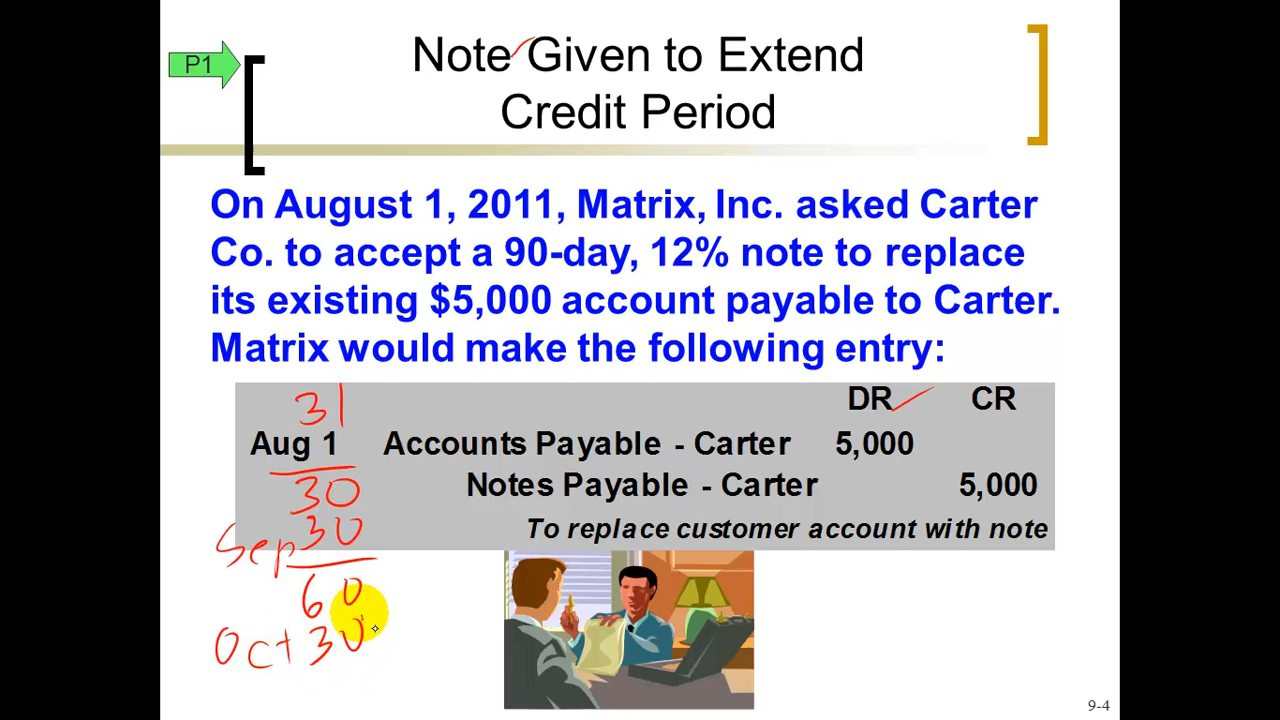 P1
Note Given to Extend
Credit Period
On August 1, 2011, Matrix, Inc. asked Carter
Co. to accept a 90-day, 12% note to replace
its existing $5,000 account payable to Carter.
Matrix would make the following entry:
31
DR CR
Aug 1 Accounts Payable - Carter 5,000
30
Notes Payable - Carter 5,000
Sep 30
To replace customer account with note
60
Oct 30
9-4